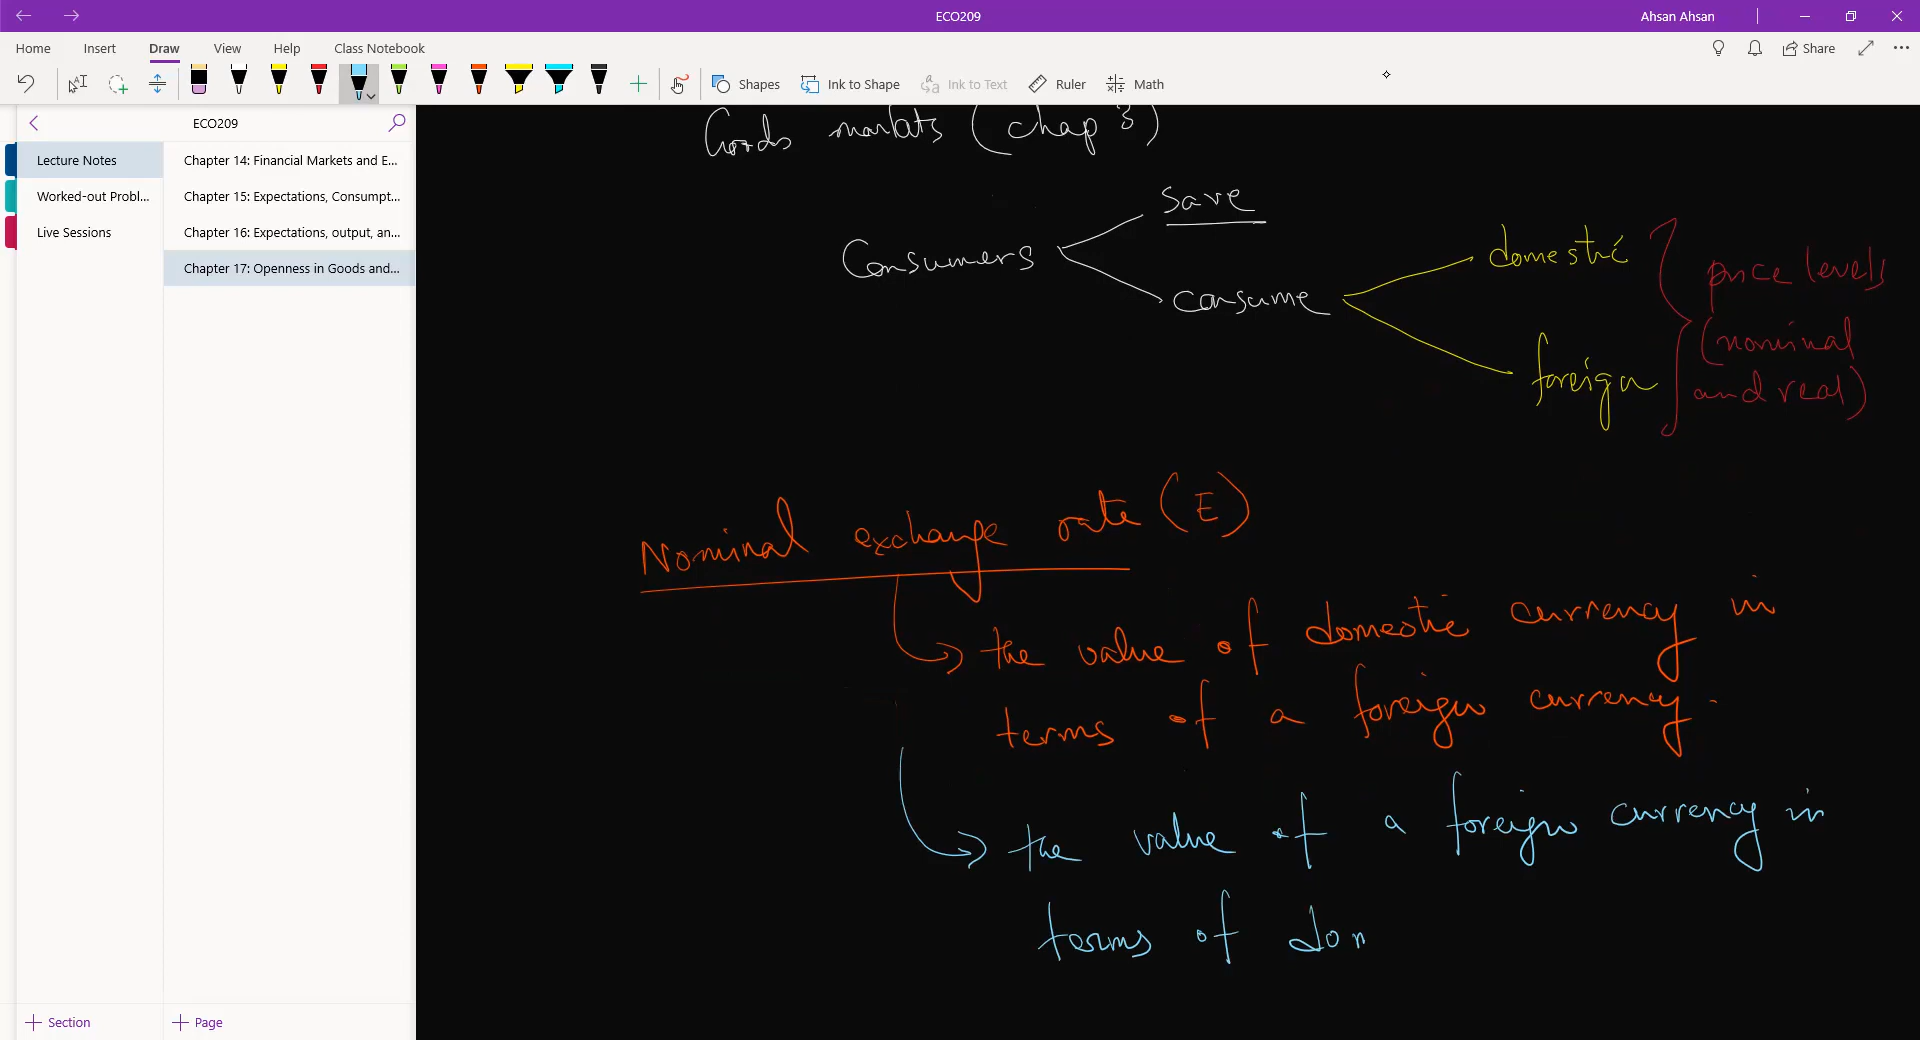 ECO209
Ahsan Ahsan
Home Insert Draw View Help Class Notebook
Share
Shapes Ink to Shape Ink to Text Ruler Math
ECO209
Lecture Notes
Worked-out Probl...
Live Sessions
Chapter 14: Financial Markets and E...
Chapter 15: Expectations, Consumpt...
Chapter 16: Expectations, output, an...
Chapter 17: Openness in Goods and...
Section
Page
Goods markets (chap 3)
Save
Consumers
consume
domestic
foreign
price levels
(nominal
and real)
Nominal exchange rate (E)
the value of domestic currency in
terms of a foreign currency.
the value of a foreign currency in
terms of dom